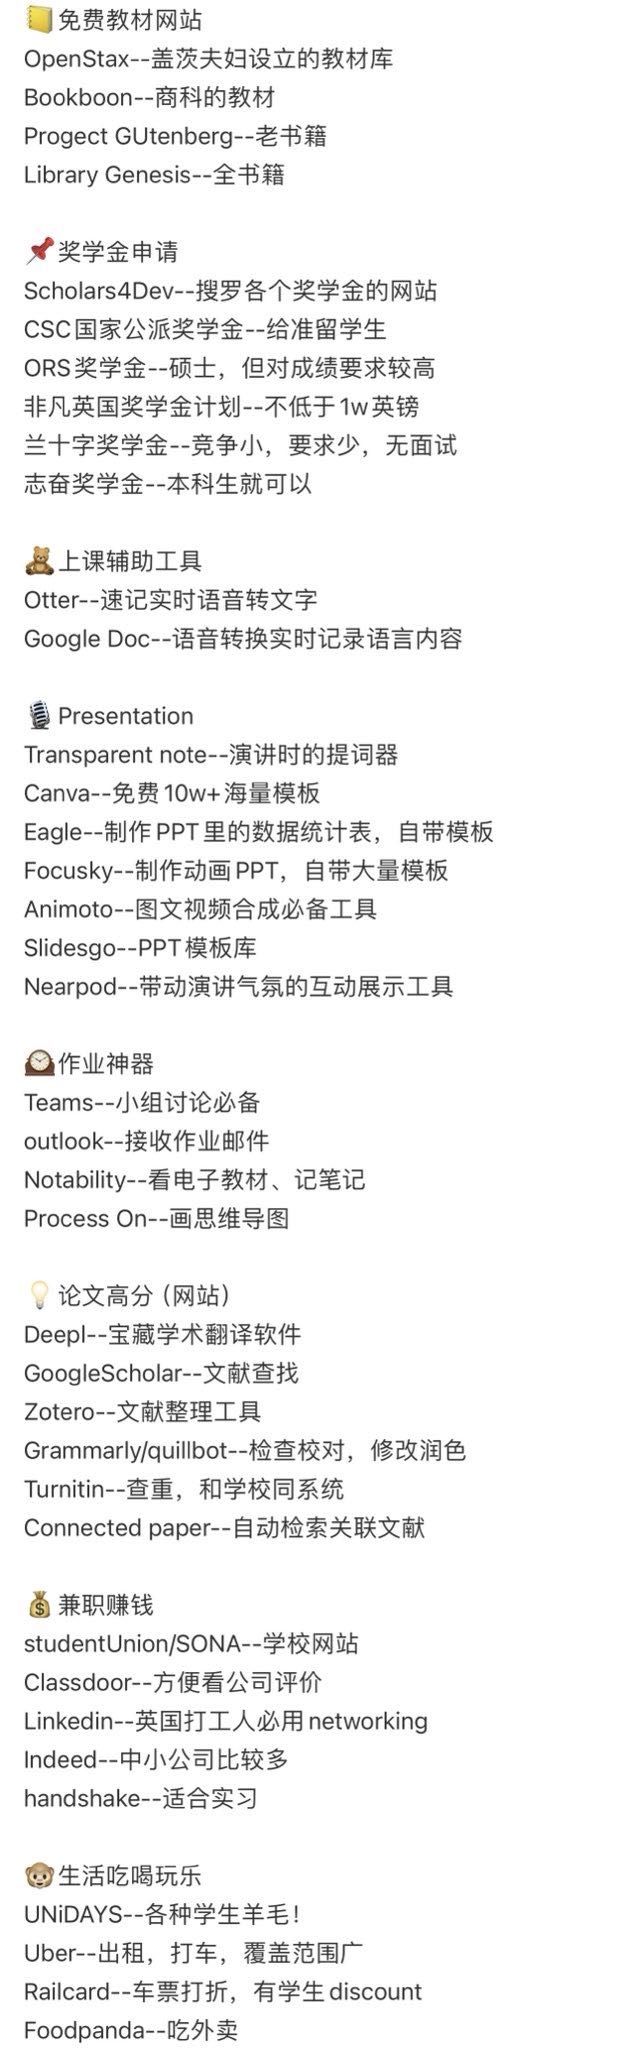 📒免费教材网站
OpenStax--盖茨夫妇设立的教材库
Bookboon--商科的教材
Progect GUtenberg--老书籍
Library Genesis--全书籍
📌奖学金申请
Scholars4Dev--搜罗各个奖学金的网站
CSC国家公派奖学金--给准留学生
ORS奖学金--硕士，但对成绩要求较高
非凡英国奖学金计划--不低于1w英镑
兰十字奖学金--竞争小，要求少，无面试
志奋奖学金--本科生就可以
🧸上课辅助工具
Otter--速记实时语音转文字
Google Doc--语音转换实时记录语言内容
🎙Presentation
Transparent note--演讲时的提词器
Canva--免费10w+海量模板
Eagle--制作PPT里的数据统计表，自带模板
Focusky--制作动画PPT，自带大量模板
Animoto--图文视频合成必备工具
Slidesgo--PPT模板库
Nearpod--带动演讲气氛的互动展示工具
🕰作业神器
Teams--小组讨论必备
outlook--接收作业邮件
Notability--看电子教材、记笔记
Process On--画思维导图
💡论文高分（网站）
Deepl--宝藏学术翻译软件
GoogleScholar--文献查找
Zotero--文献整理工具
Grammarly/quillbot--检查校对，修改润色
Turnitin--查重，和学校同系统
Connected paper--自动检索关联文献
💰兼职赚钱
studentUnion/SONA--学校网站
Classdoor--方便看公司评价
Linkedin--英国打工人必用networking
Indeed--中小公司比较多
handshake--适合实习
🐵生活吃喝玩乐
UNiDAYS--各种学生羊毛！
Uber--出租，打车，覆盖范围广
Railcard--车票打折，有学生discount
Foodpanda--吃外卖